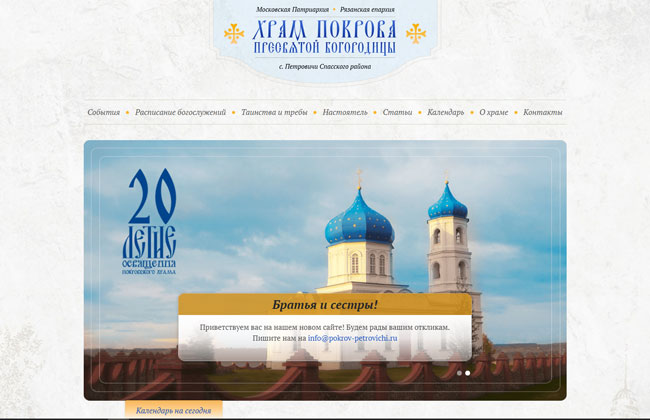 Московская Патриархия • Рязанская епархия
ХРАМ ПОКРОВА
ПРЕСВЯТОЙ БОГОРОДИЦЫ
с. Петровичи Спасского района
События • Расписание богослужений • Таинства и требы • Настоятель • Статьи • Календарь • О храме • Контакты
20
ЛЕТИЕ
ОСВЯЩЕНИЯ
ПОКРОВСКОГО ХРАМА
Братья и сестры!
Приветствуем вас на нашем новом сайте! Будем рады вашим откликам.
Пишите нам на info@pokrov-petrovichi.ru
Календарь на сегодня